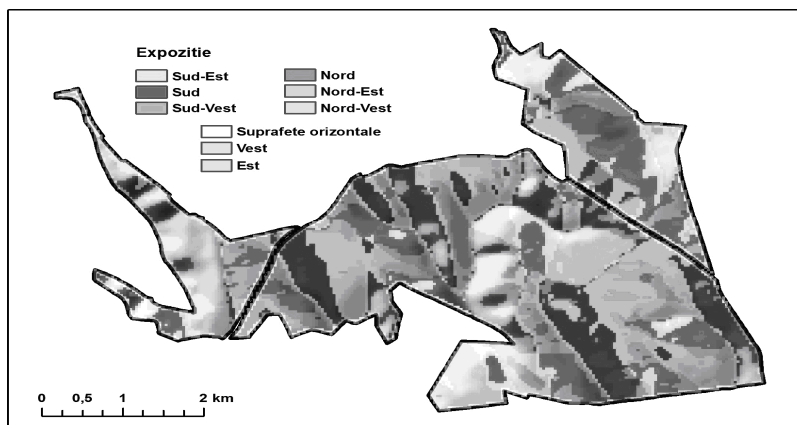 Expozitie
Sud-Est
Sud
Sud-Vest
Nord
Nord-Est
Nord-Vest
Suprafete orizontale
Vest
Est
0 0,5 1 2 km